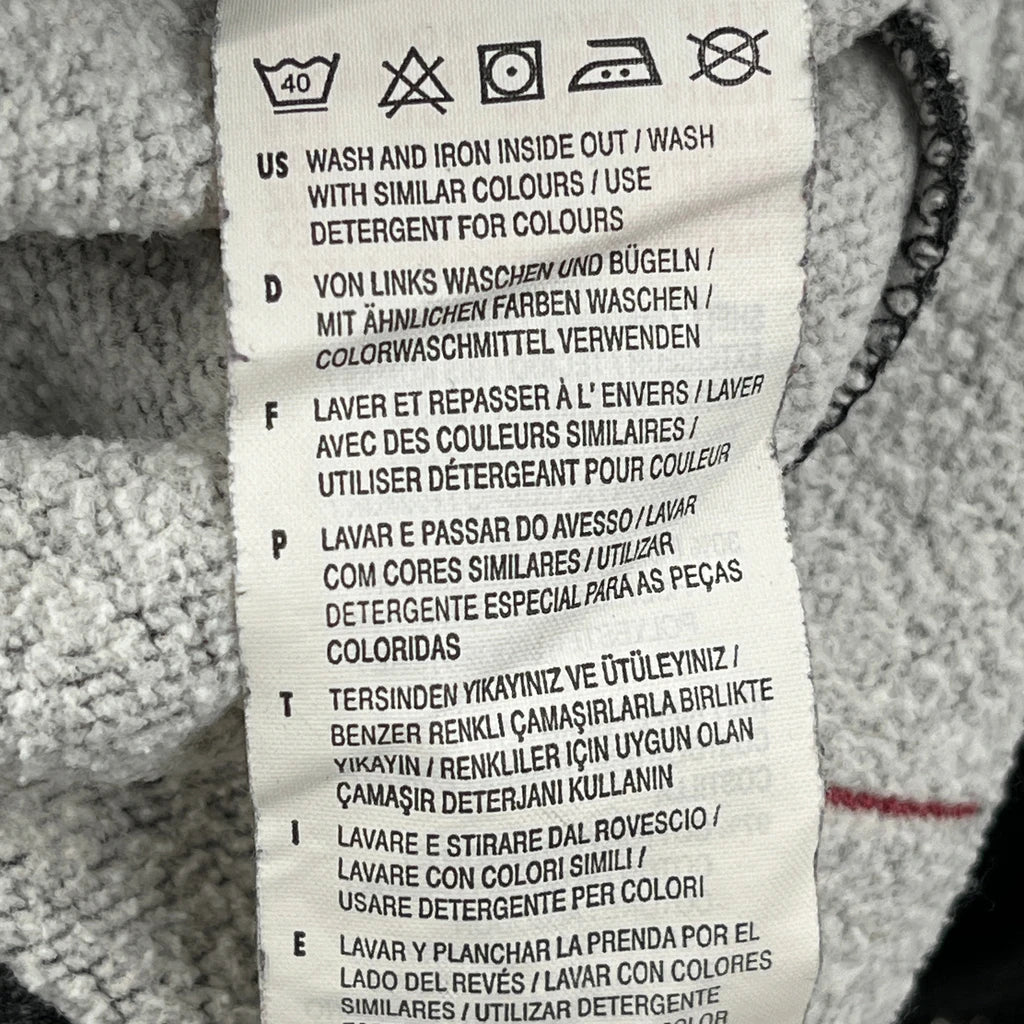 40
US WASH AND IRON INSIDE OUT / WASH
WITH SIMILAR COLOURS / USE
DETERGENT FOR COLOURS
D VON LINKS WASCHEN UND BÜGELN /
MIT ÄHNLICHEN FARBEN WASCHEN /
COLORWASCHMITTEL VERWENDEN
F LAVER ET REPASSER À L' ENVERS / LAVER
AVEC DES COULEURS SIMILAIRES /
UTILISER DÉTERGEANT POUR COULEUR
P LAVAR E PASSAR DO AVESSO / LAVAR
COM CORES SIMILARES / UTILIZAR
DETERGENTE ESPECIAL PARA AS PEÇAS
COLORIDAS
T TERSINDEN YIKAYINIZ VE ÜTÜLEYINIZ /
BENZER RENKLI ÇAMAŞIRLARLA BIRLIKTE
YIKAYIN / RENKLILER IÇIN UYGUN OLAN
ÇAMAŞIR DETERJANI KULLANIN
I LAVARE E STIRARE DAL ROVESCIO /
LAVARE CON COLORI SIMILI /
USARE DETERGENTE PER COLORI
E LAVAR Y PLANCHAR LA PRENDA POR EL
LADO DEL REVÉS / LAVAR CON COLORES
SIMILARES / UTILIZAR DETERGENTE
COLOR